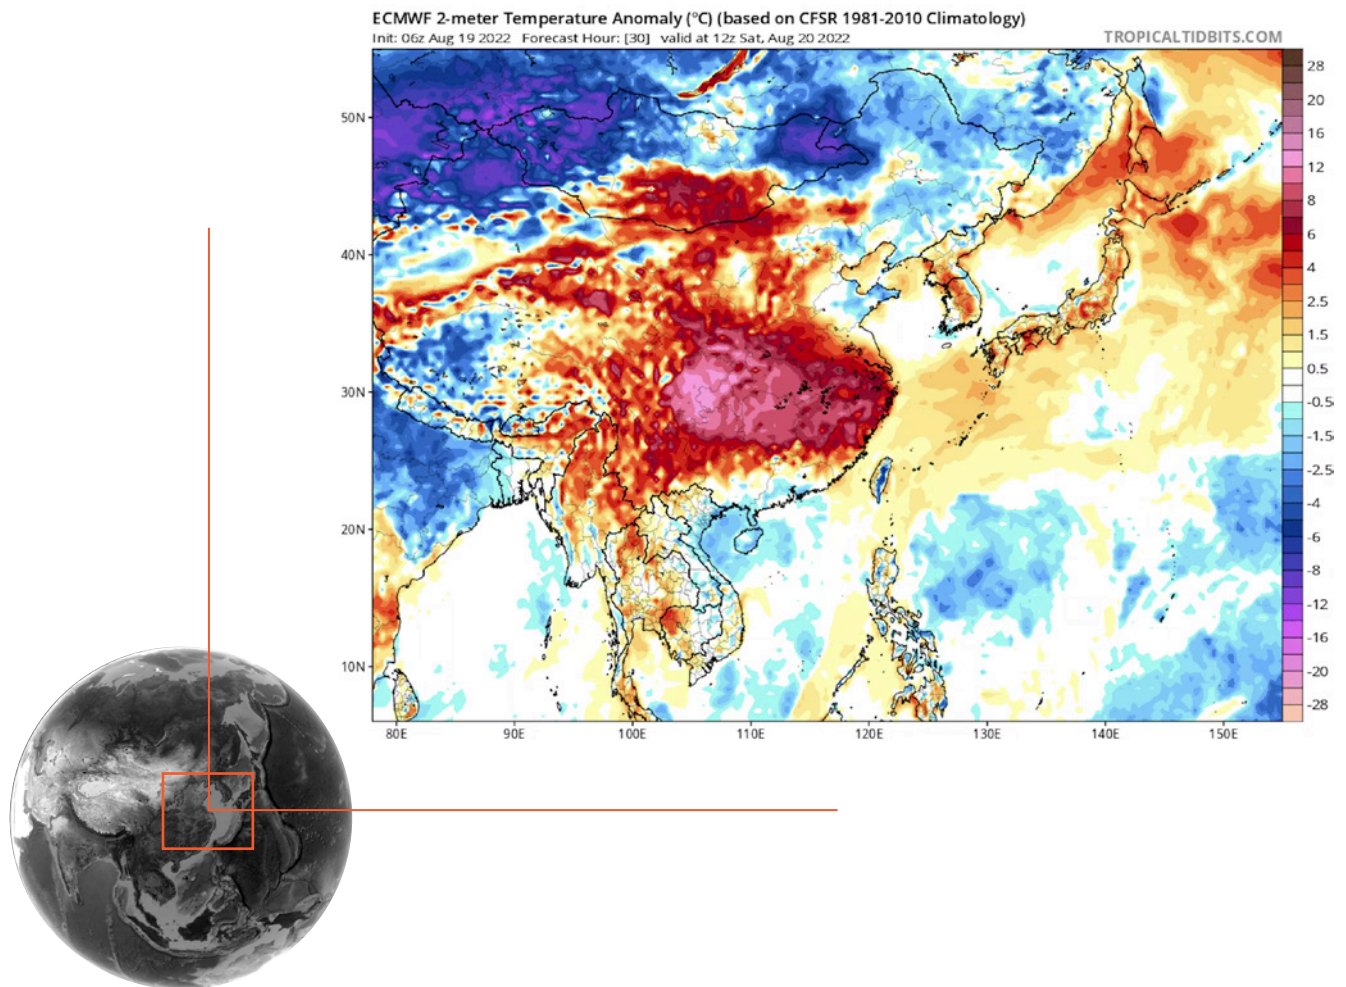 ECMWF 2-meter Temperature Anomaly (°C) (based on CFSR 1981-2010 Climatology)
Init: 06z Aug 19 2022 Forecast Hour: [30] valid at 12z Sat, Aug 20 2022 TROPICALTIDBITS.COM
50N
40N
30N
20N
10N
80E 90E 100E 110E 120E 130E 140E 150E
28
20
16
12
8
6
4
2.5
1.5
0.5
-0.5
-1.5
-2.5
-4
-6
-8
-12
-16
-20
-28